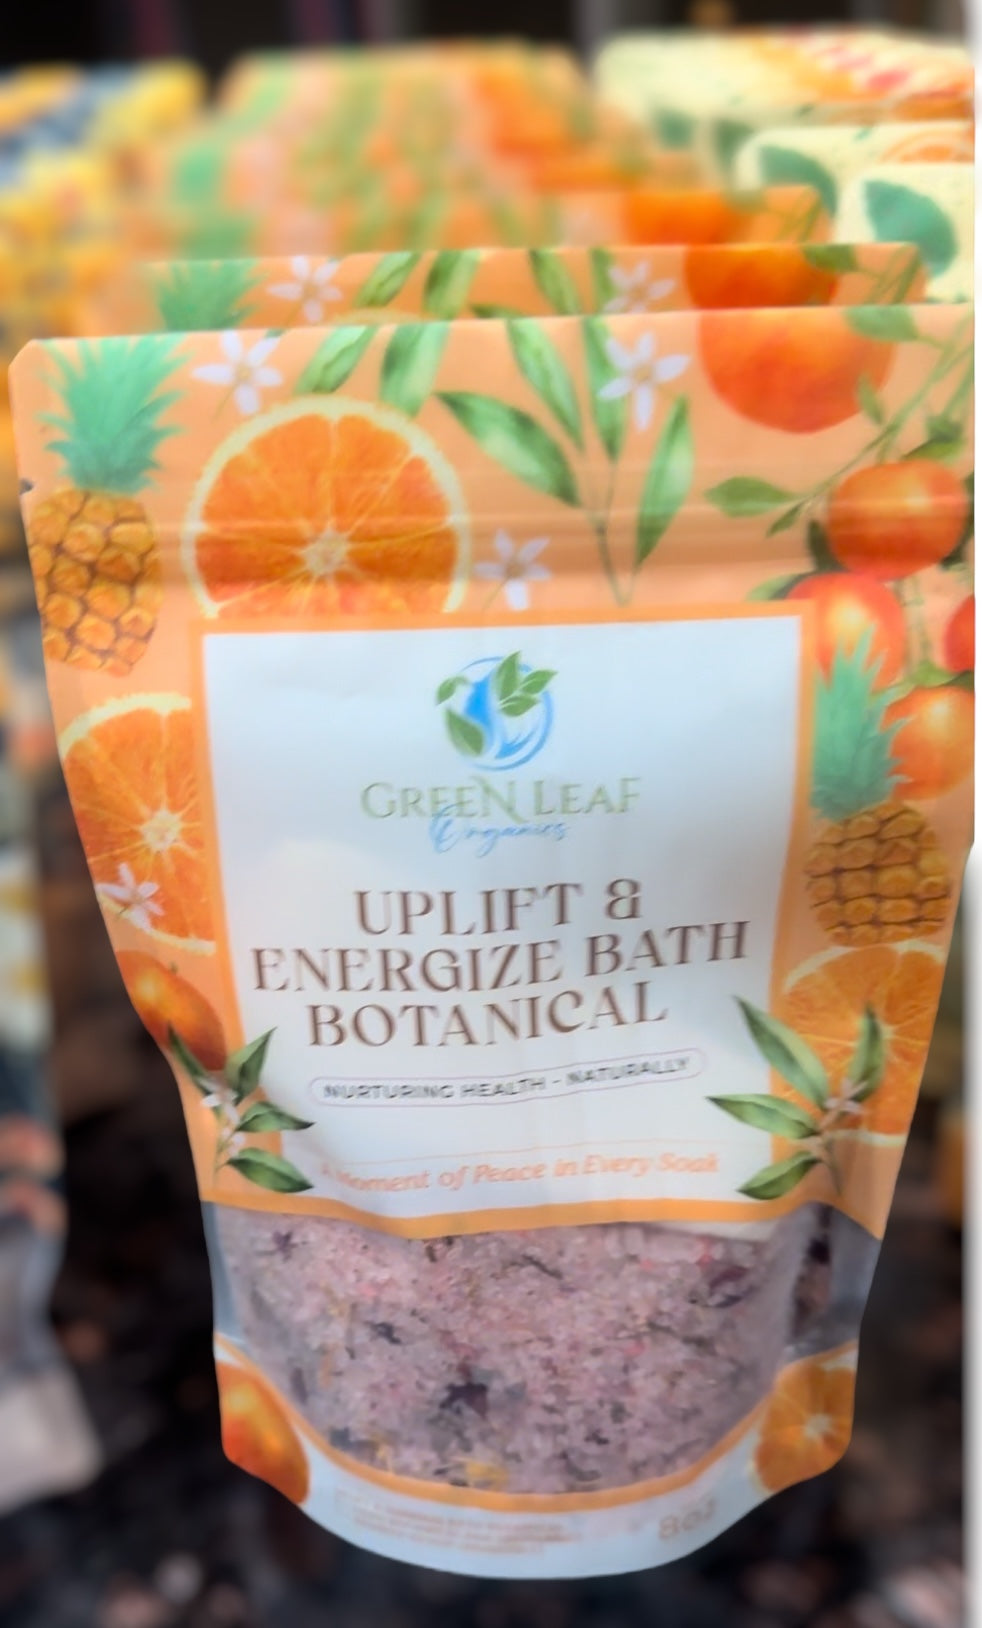 GREEN LEAF
Organics
UPLIFT &
ENERGIZE BATH
BOTANICAL
NURTURING HEALTH - NATURALLY
A Moment of Peace in Every Soak
8oz